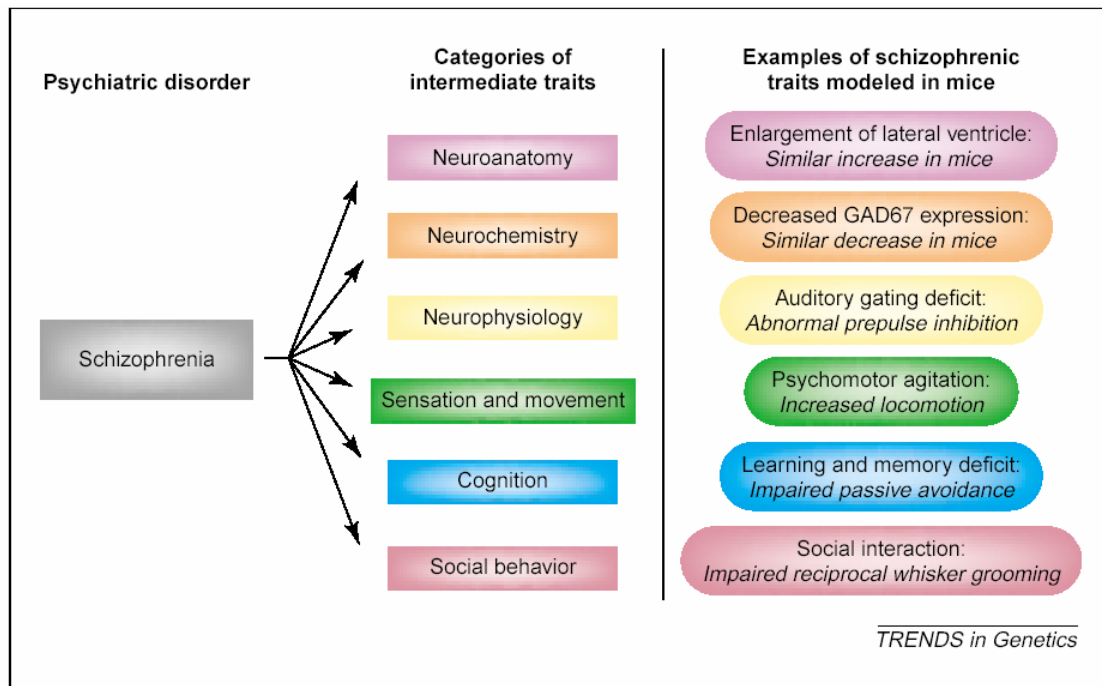 Psychiatric disorder
Categories of
intermediate traits
Examples of schizophrenic
traits modeled in mice
Schizophrenia
Neuroanatomy
Neurochemistry
Neurophysiology
Sensation and movement
Cognition
Social behavior
Enlargement of lateral ventricle:
Similar increase in mice
Decreased GAD67 expression:
Similar decrease in mice
Auditory gating deficit:
Abnormal prepulse inhibition
Psychomotor agitation:
Increased locomotion
Learning and memory deficit:
Impaired passive avoidance
Social interaction:
Impaired reciprocal whisker grooming
TRENDS in Genetics